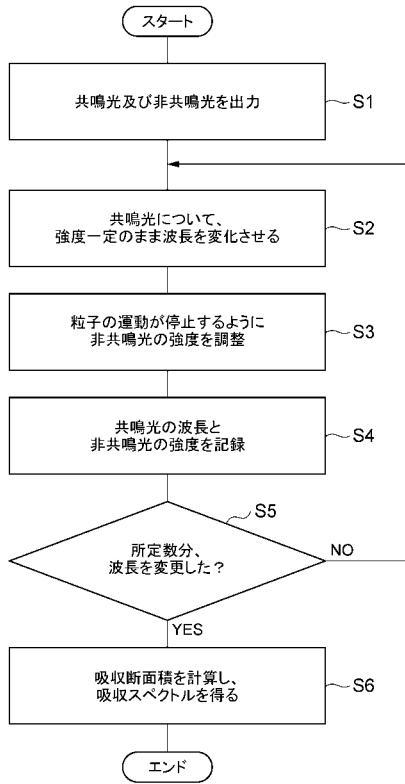 スタート
共鳴光及び非共鳴光を出力
S1
共鳴光について、
強度一定のまま波長を変化させる
S2
粒子の運動が停止するように
非共鳴光の強度を調整
S3
共鳴光の波長と
非共鳴光の強度を記録
S4
S5
所定数分、
波長を変更した？
NO
YES
吸収断面積を計算し、
吸収スペクトルを得る
S6
エンド